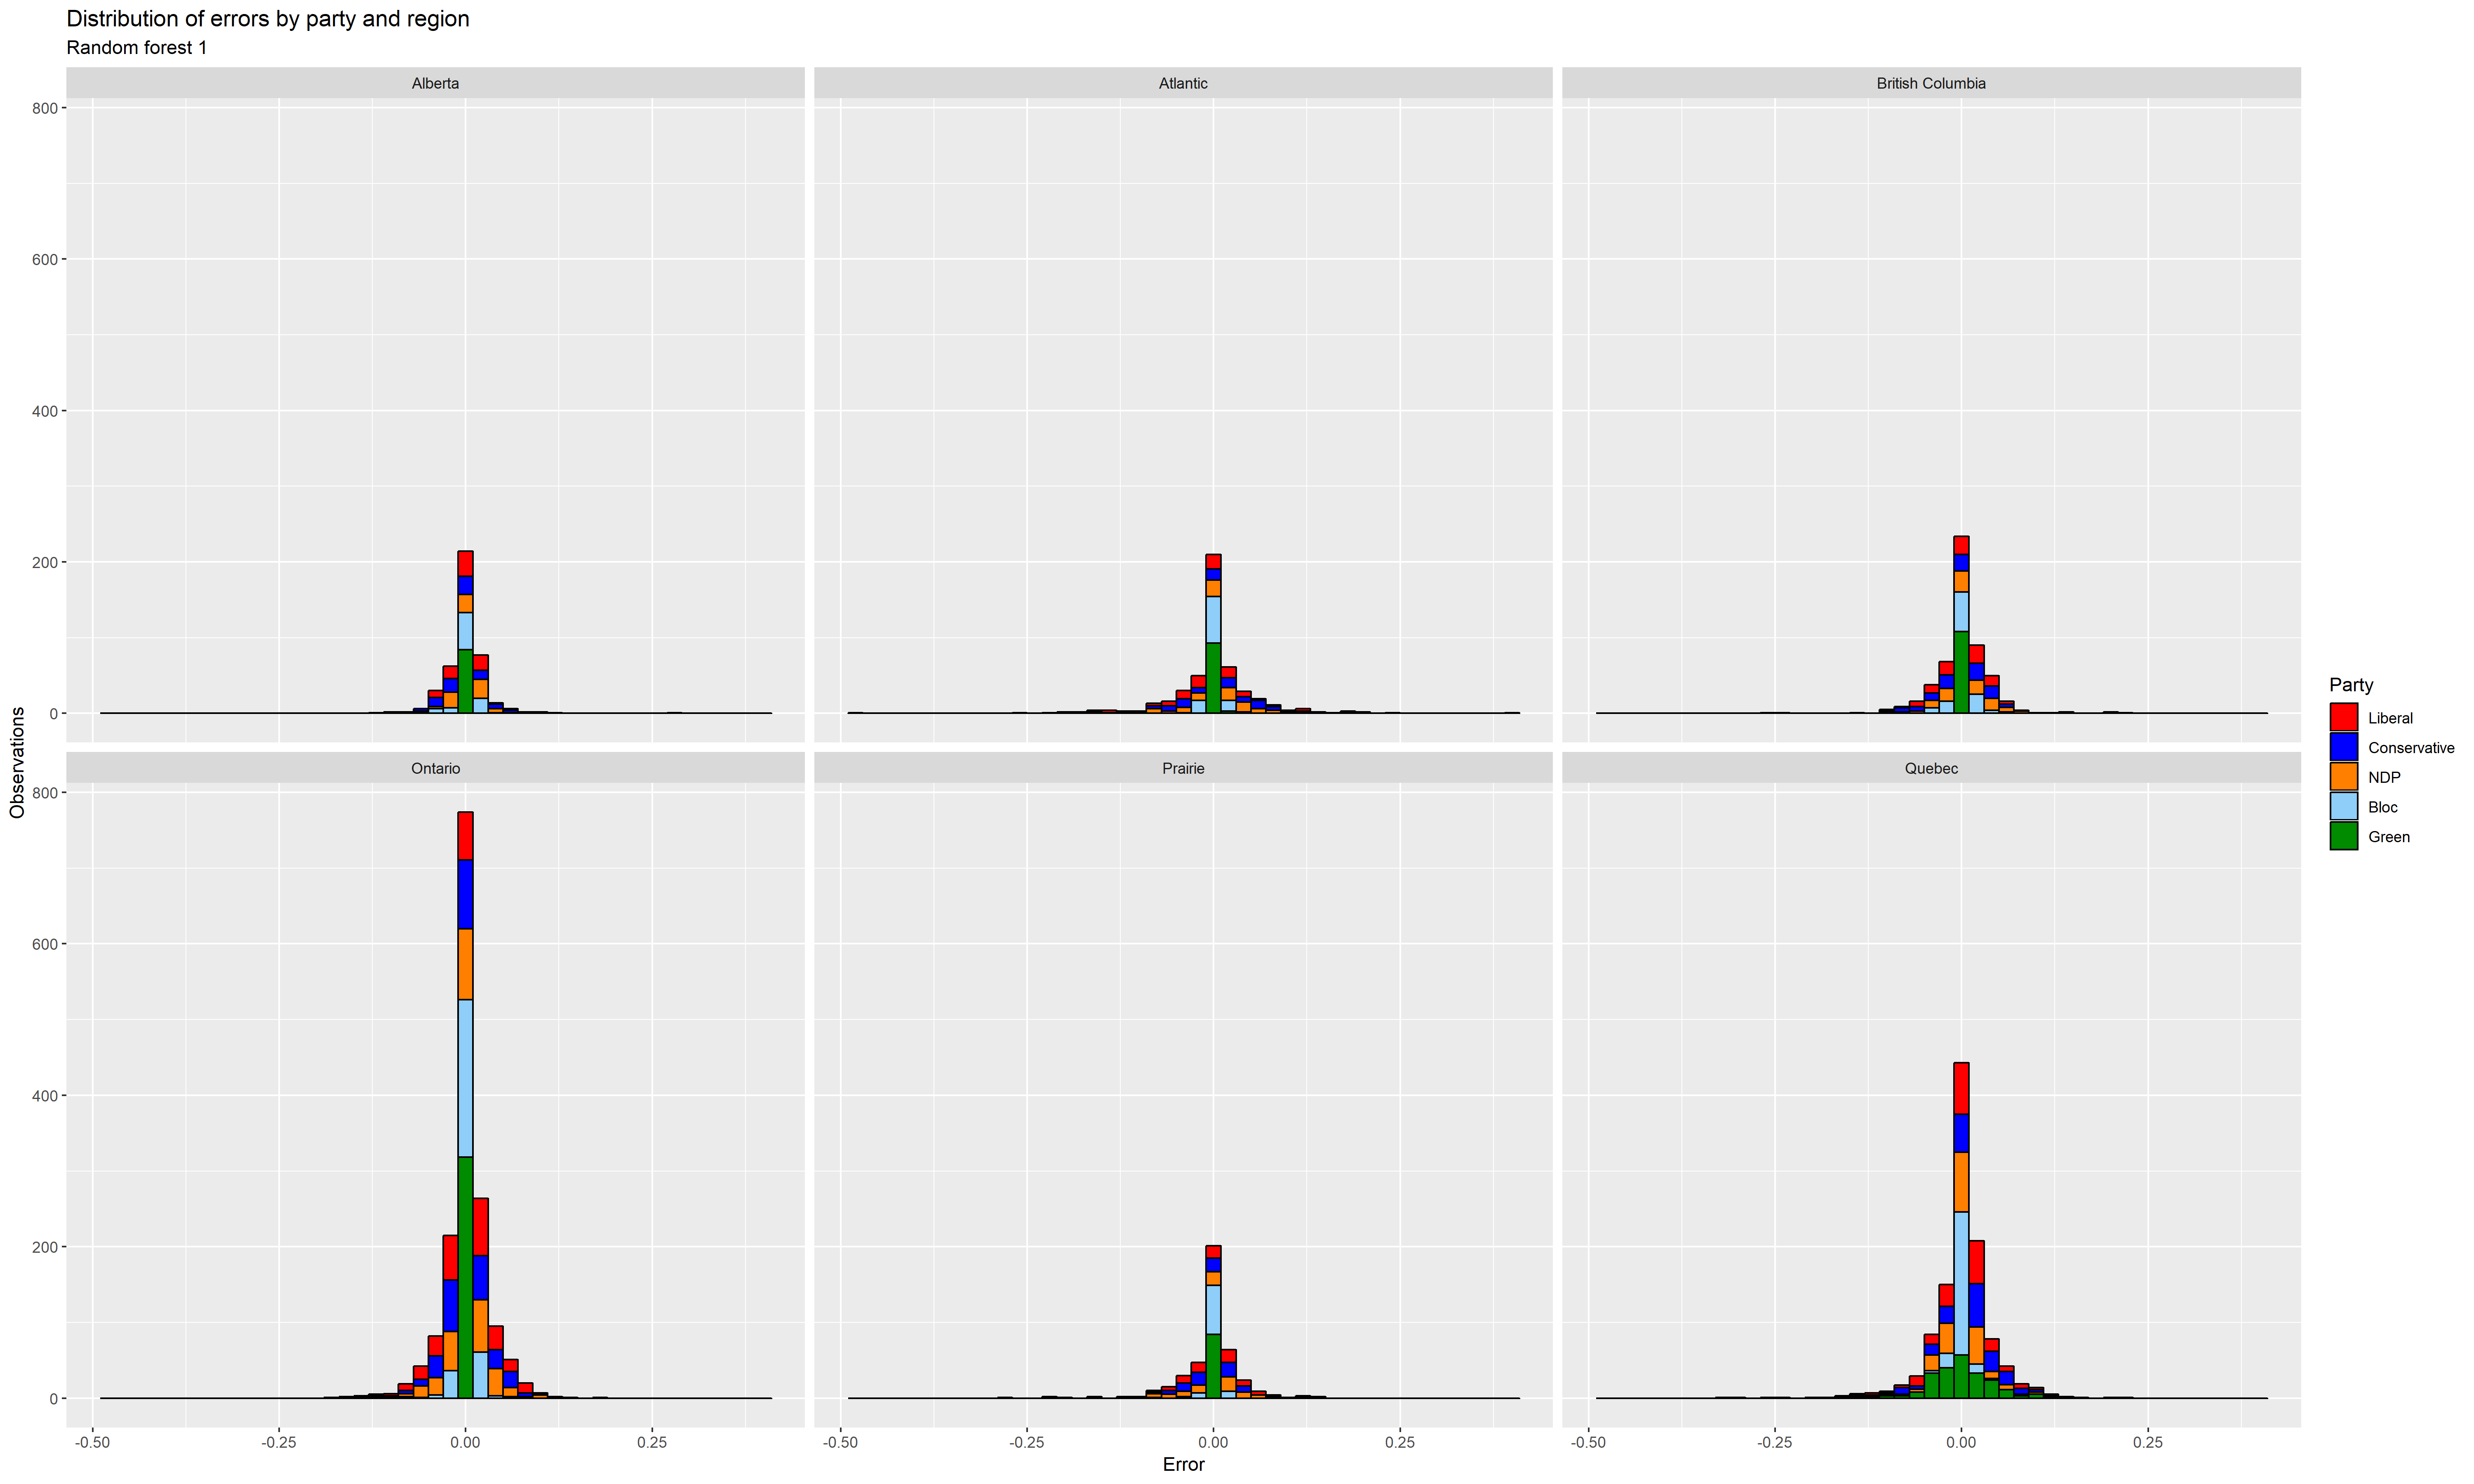 Distribution of errors by party and region
Random forest 1
Alberta
Atlantic
British Columbia
800
600
400
200
0
Ontario
Prairie
Quebec
800
600
400
200
0
-0.50
-0.25
0.00
0.25
-0.50
-0.25
0.00
0.25
-0.50
-0.25
0.00
0.25
Error
Observations
Party
Liberal
Conservative
NDP
Bloc
Green